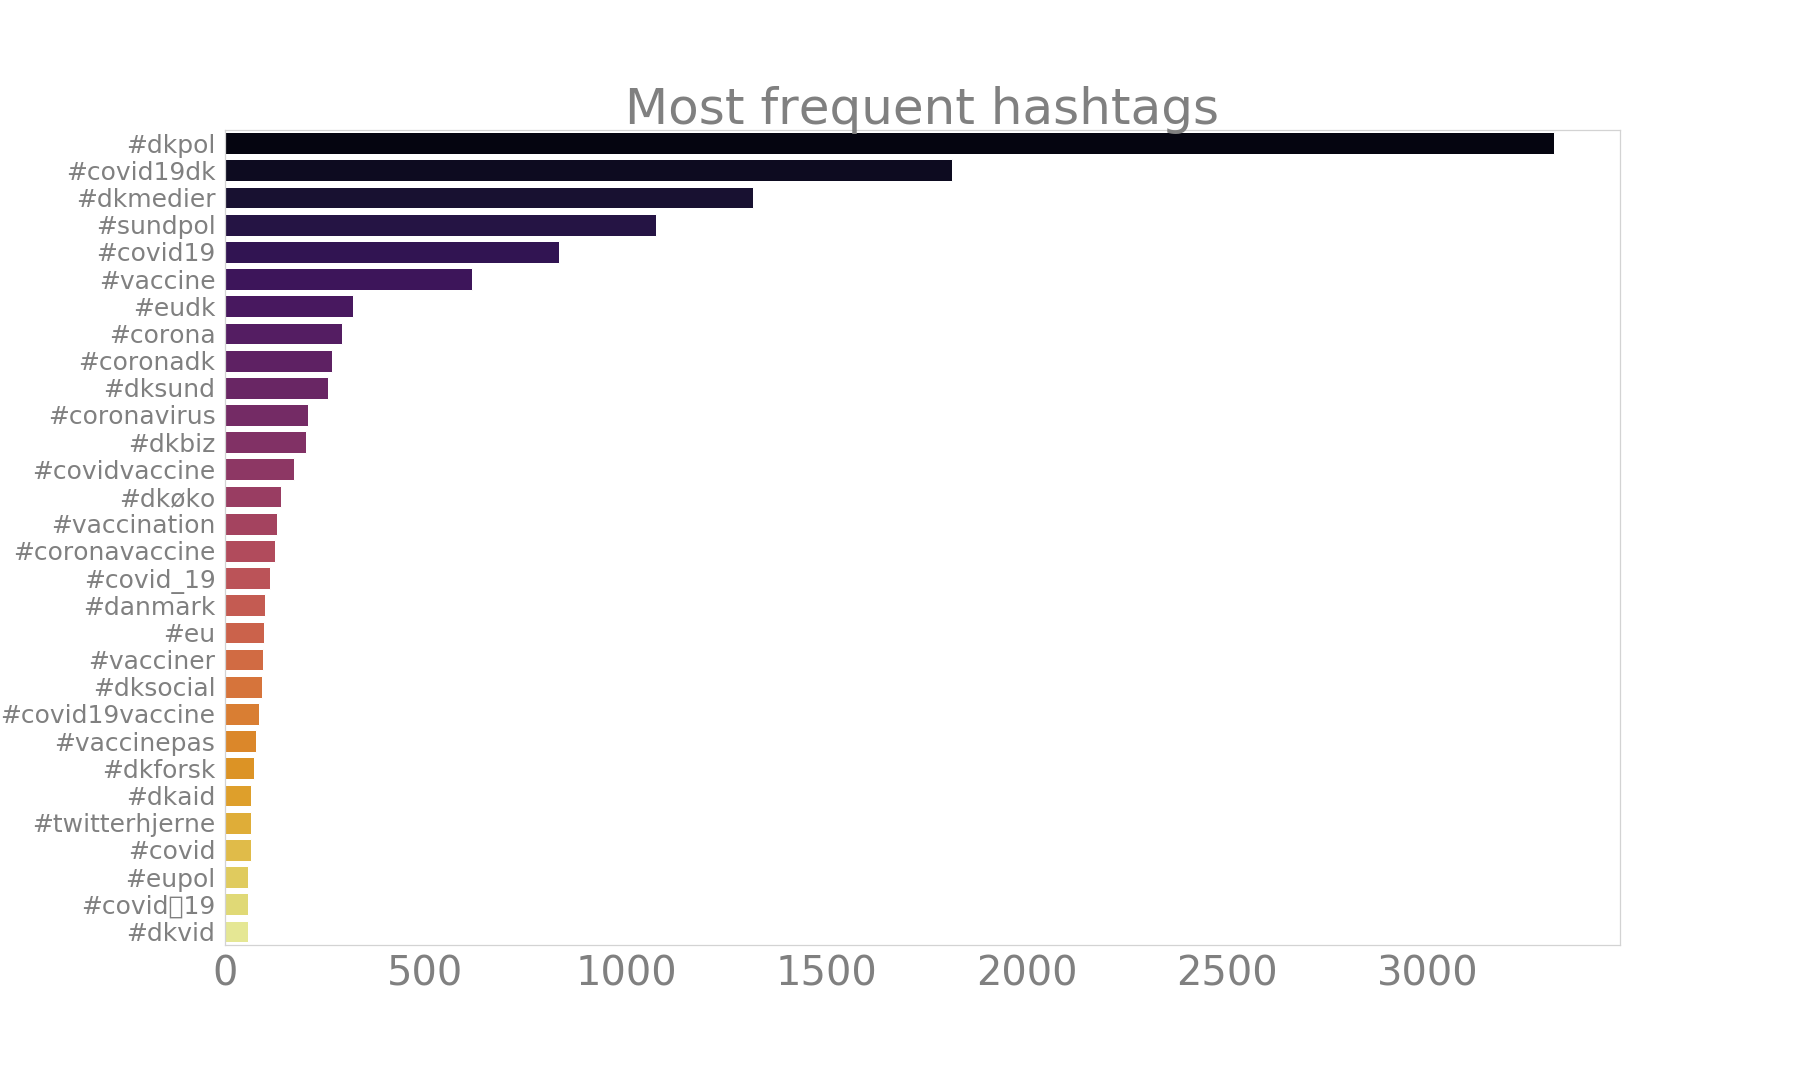 Most frequent hashtags
#dkpol
#covid19dk
#dkmedier
#sundpol
#covid19
#vaccine
#eudk
#corona
#coronadk
#dksund
#coronavirus
#dkbiz
#covidvaccine
#dkøko
#vaccination
#coronavaccine
#covid_19
#danmark
#eu
#vacciner
#dksocial
#covid19vaccine
#vaccinepas
#dkforsk
#dkaid
#twitterhjerne
#covid
#eupol
#covid▯19
#dkvid
0 500 1000 1500 2000 2500 3000